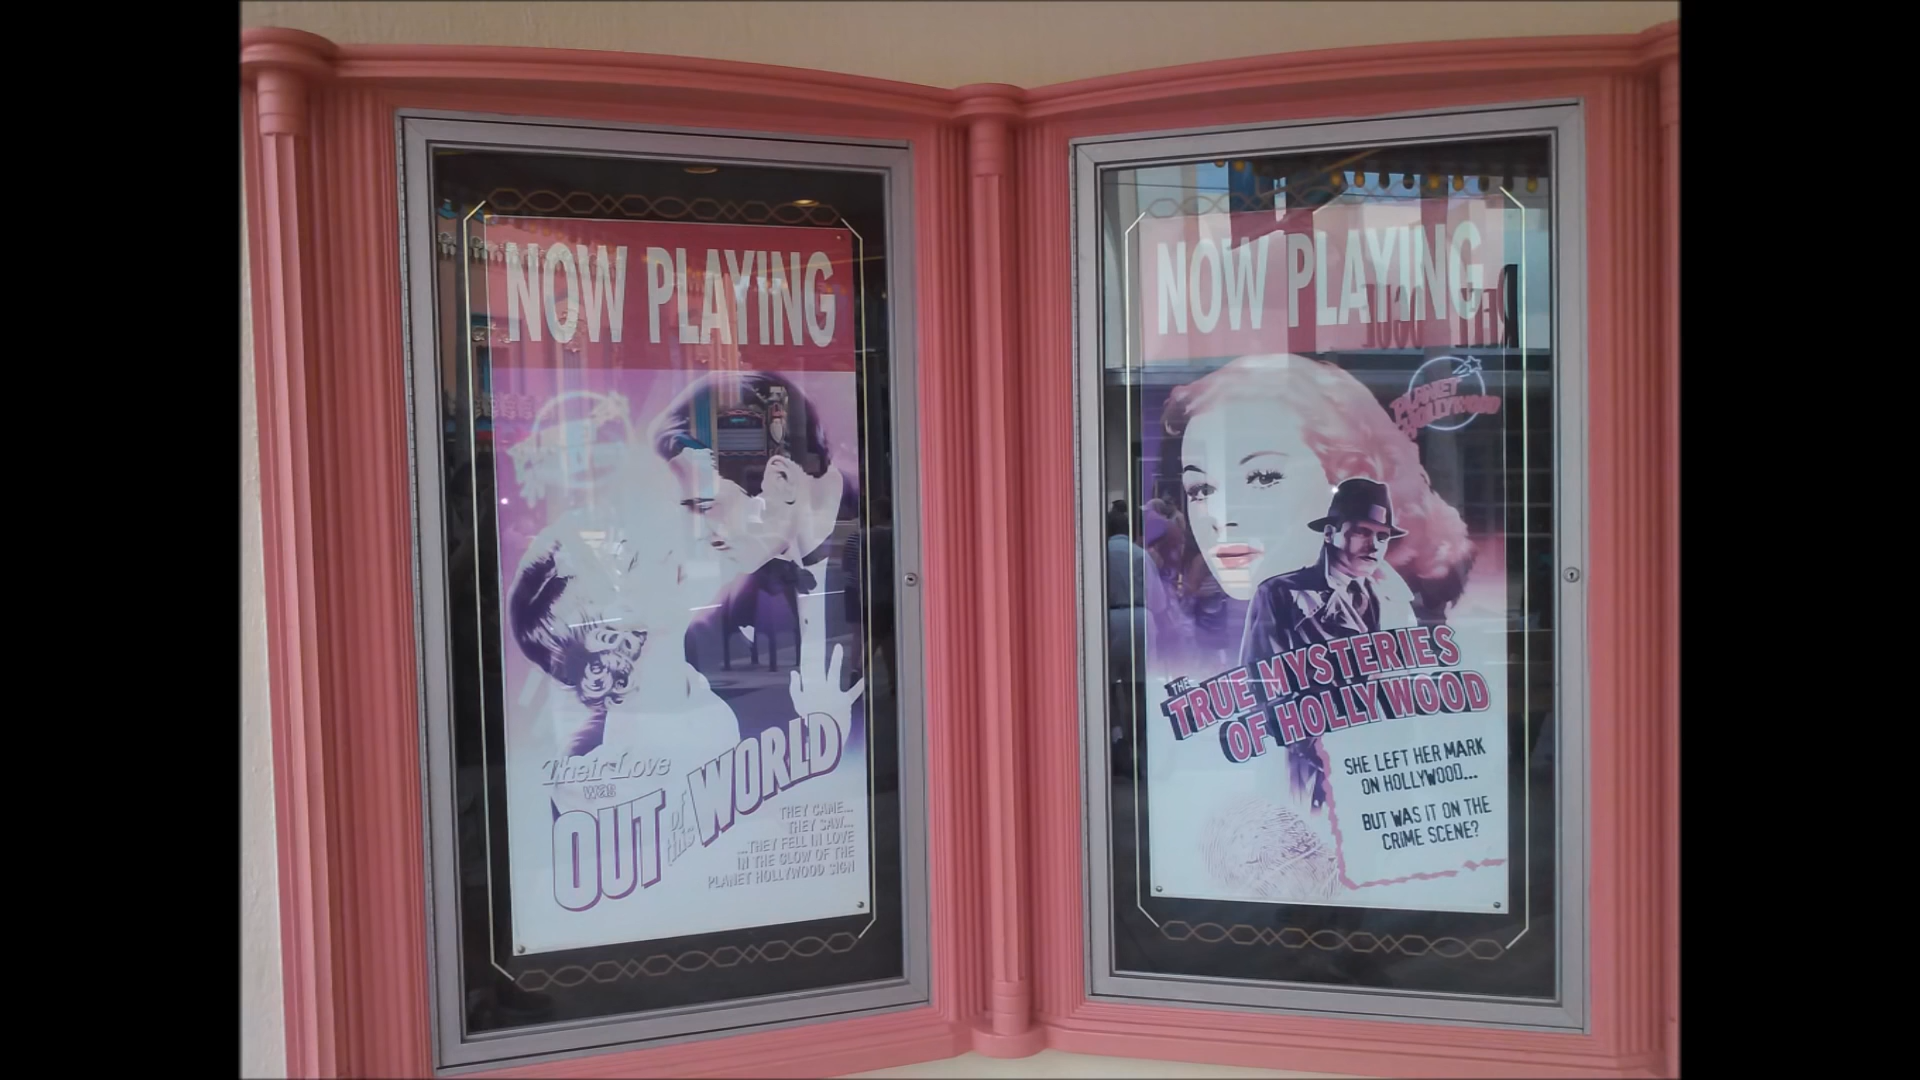 NOW PLAYING
Their Love
was
OUT of this WORLD
THEY CAME...
THEY SAW...
...THEY FELL IN LOVE
IN THE GLOW OF THE
PLANET HOLLYWOOD SIGN
NOW PLAYING
PLANET
HOLLYWOOD
THE
TRUE MYSTERIES
OF HOLLYWOOD
SHE LEFT HER MARK
ON HOLLYWOOD...
BUT WAS IT ON THE
CRIME SCENE?